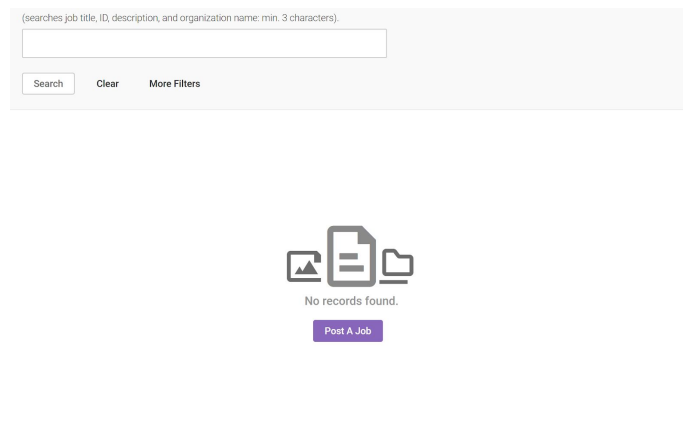 (searches job title, ID, description, and organization name: min. 3 characters).
Search Clear More Filters
No records found.
Post A Job